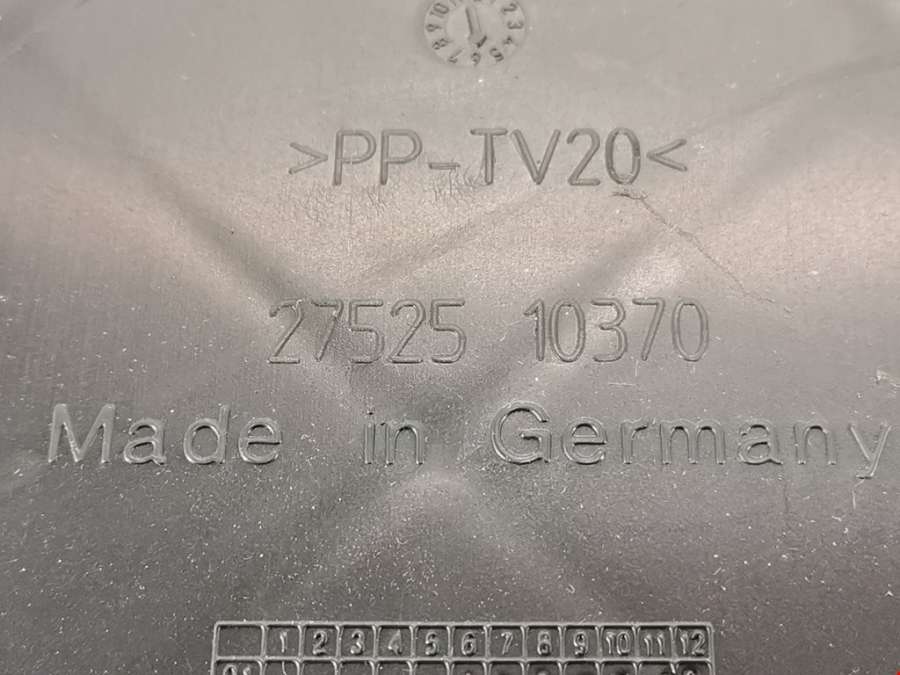 >PP-TV20<
27525 10370
Made in Germany
1 2 3 4 5 6 7 8 9 10 11 12